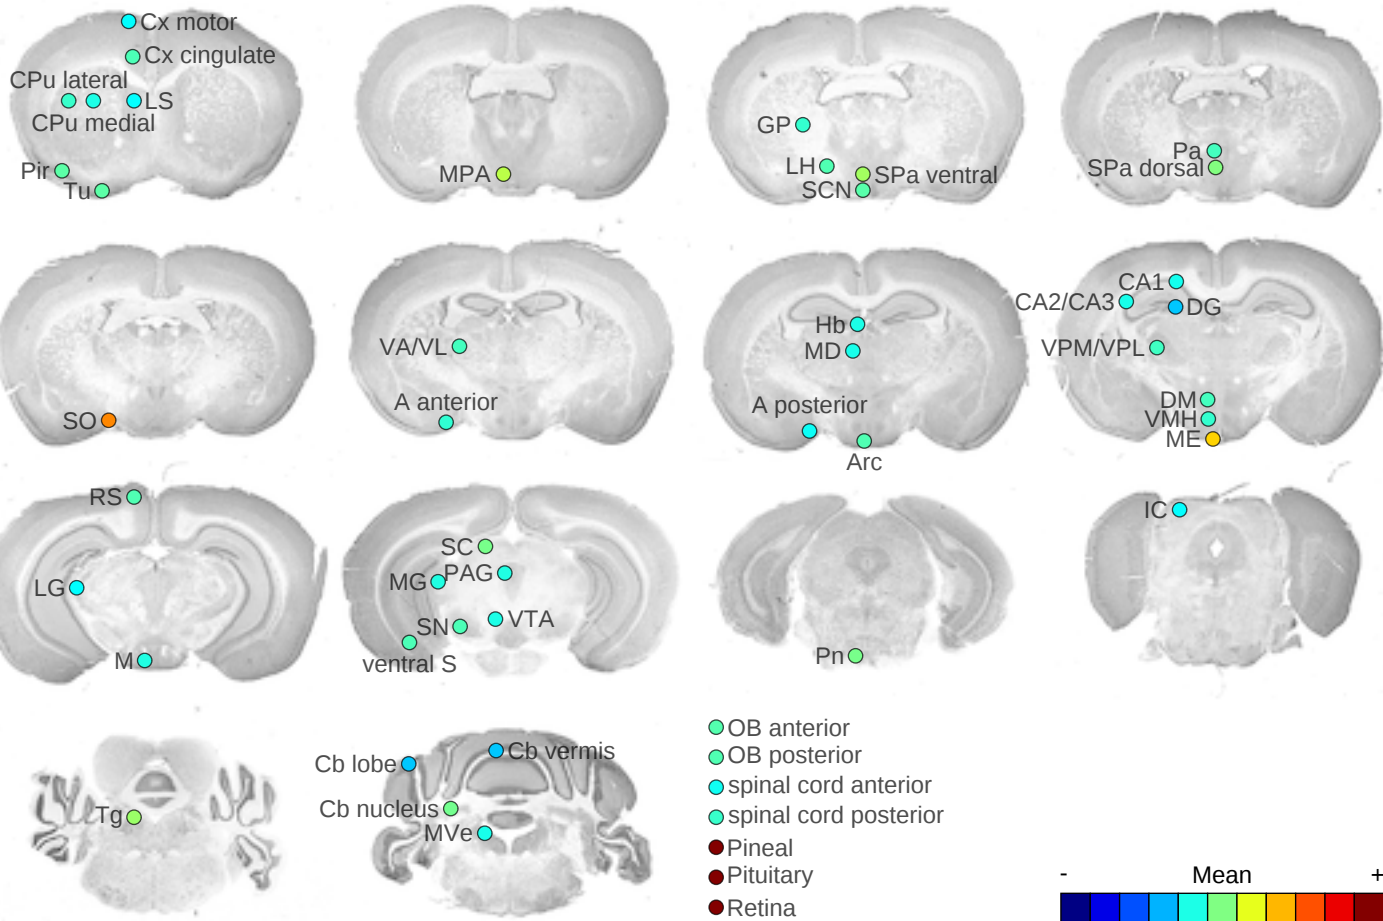 Cx motor
Cx cingulate
CPu lateral
LS
CPu medial
Pir
Tu
MPA
GP
LH
SPa ventral
SCN
Pa
SPa dorsal
SO
VA/VL
A anterior
Hb
MD
A posterior
Arc
CA1
CA2/CA3
DG
VPM/VPL
DM
VMH
ME
RS
LG
M
SC
MG
PAG
SN
VTA
ventral S
Pn
IC
Tg
Cb lobe
Cb vermis
Cb nucleus
MVe
OB anterior
OB posterior
spinal cord anterior
spinal cord posterior
Pineal
Pituitary
Retina
- Mean +